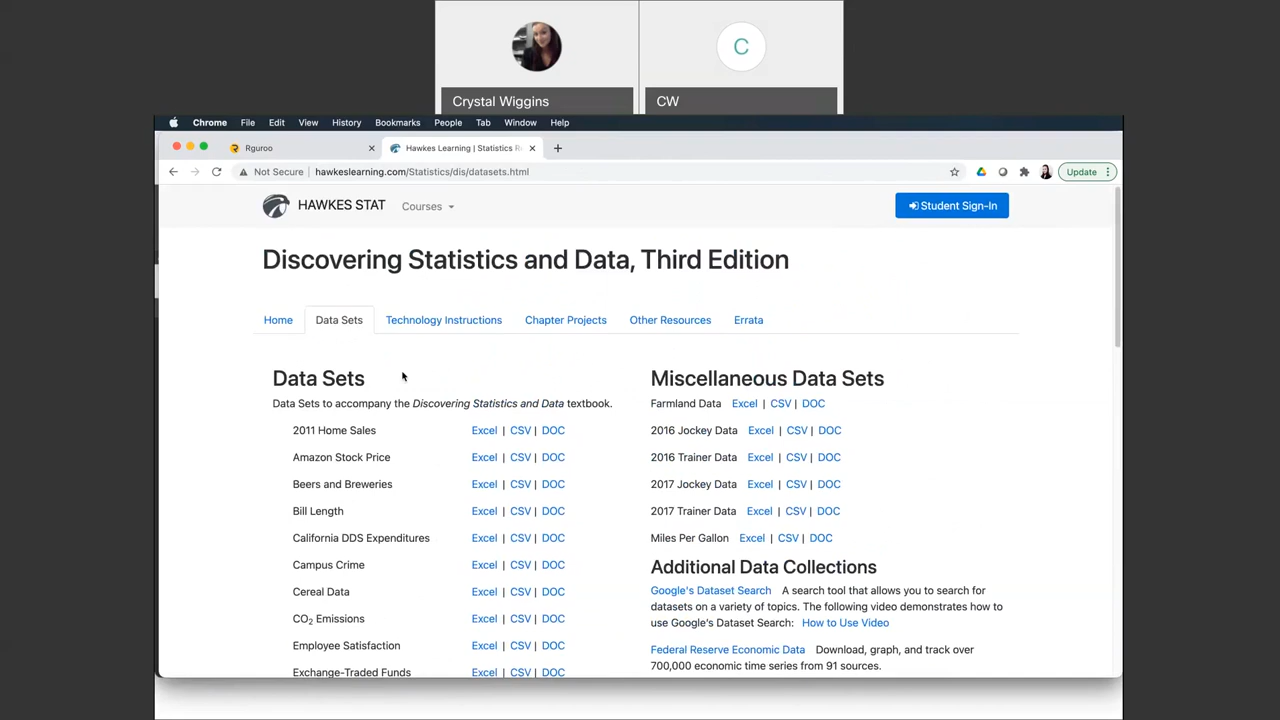 C
Crystal Wiggins
CW
Chrome File Edit View History Bookmarks People Tab Window Help
Rguroo
Hawkes Learning | Statistics R
Not Secure hawkeslearning.com/Statistics/dis/datasets.html Update
HAWKES STAT Courses Student Sign-In
Discovering Statistics and Data, Third Edition
Home Data Sets Technology Instructions Chapter Projects Other Resources Errata
Data Sets
Data Sets to accompany the Discovering Statistics and Data textbook.
2011 Home Sales Excel | CSV | DOC
Amazon Stock Price Excel | CSV | DOC
Beers and Breweries Excel | CSV | DOC
Bill Length Excel | CSV | DOC
California DDS Expenditures Excel | CSV | DOC
Campus Crime Excel | CSV | DOC
Cereal Data Excel | CSV | DOC
CO2 Emissions Excel | CSV | DOC
Employee Satisfaction Excel | CSV | DOC
Exchange-Traded Funds Excel | CSV | DOC
Miscellaneous Data Sets
Farmland Data Excel | CSV | DOC
2016 Jockey Data Excel | CSV | DOC
2016 Trainer Data Excel | CSV | DOC
2017 Jockey Data Excel | CSV | DOC
2017 Trainer Data Excel | CSV | DOC
Miles Per Gallon Excel | CSV | DOC
Additional Data Collections
Google's Dataset Search A search tool that allows you to search for
datasets on a variety of topics. The following video demonstrates how to
use Google's Dataset Search: How to Use Video
Federal Reserve Economic Data Download, graph, and track over
700,000 economic time series from 91 sources.